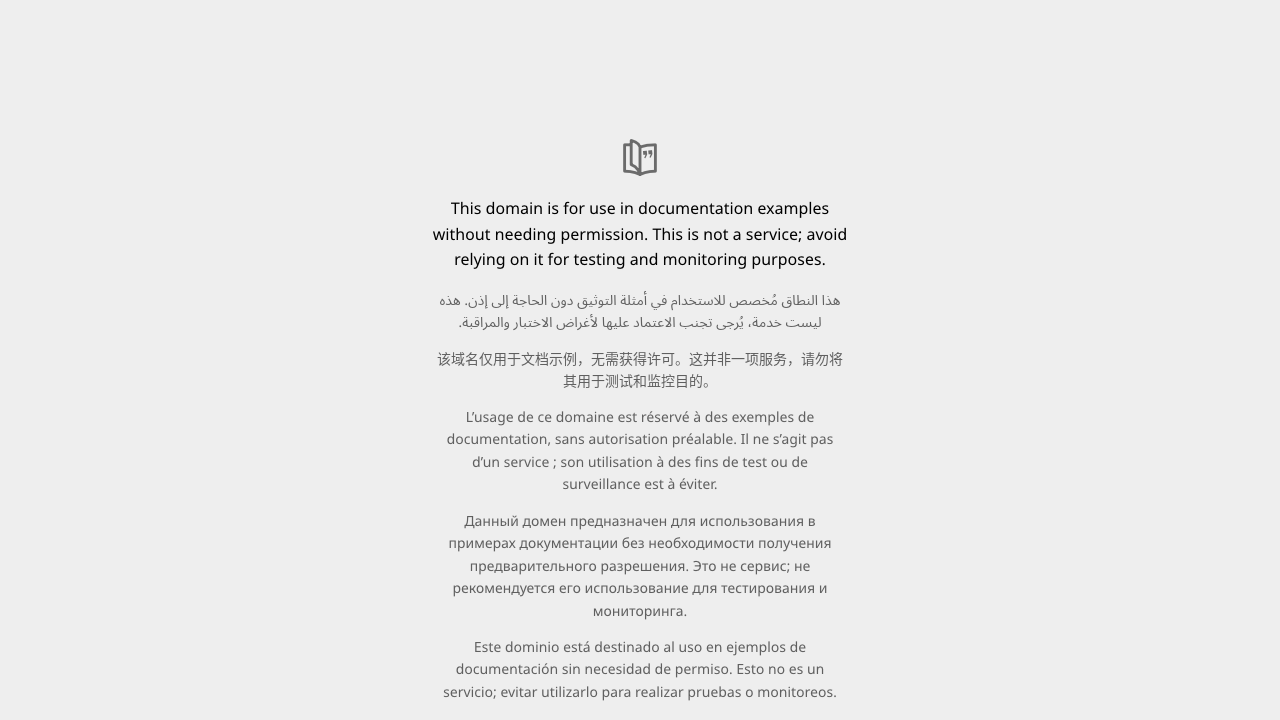 This domain is for use in documentation examples
without needing permission. This is not a service; avoid
relying on it for testing and monitoring purposes.
هذا النطاق مُخصص للاستخدام في أمثلة التوثيق دون الحاجة إلى إذن. هذه
ليست خدمة، يُرجى تجنب الاعتماد عليها لأغراض الاختبار والمراقبة.
该域名仅用于文档示例，无需获得许可。这并非一项服务，请勿将
其用于测试和监控目的。
L’usage de ce domaine est réservé à des exemples de
documentation, sans autorisation préalable. Il ne s’agit pas
d’un service ; son utilisation à des fins de test ou de
surveillance est à éviter.
Данный домен предназначен для использования в
примерах документации без необходимости получения
предварительного разрешения. Это не сервис; не
рекомендуется его использование для тестирования и
мониторинга.
Este dominio está destinado al uso en ejemplos de
documentación sin necesidad de permiso. Esto no es un
servicio; evitar utilizarlo para realizar pruebas o monitoreos.